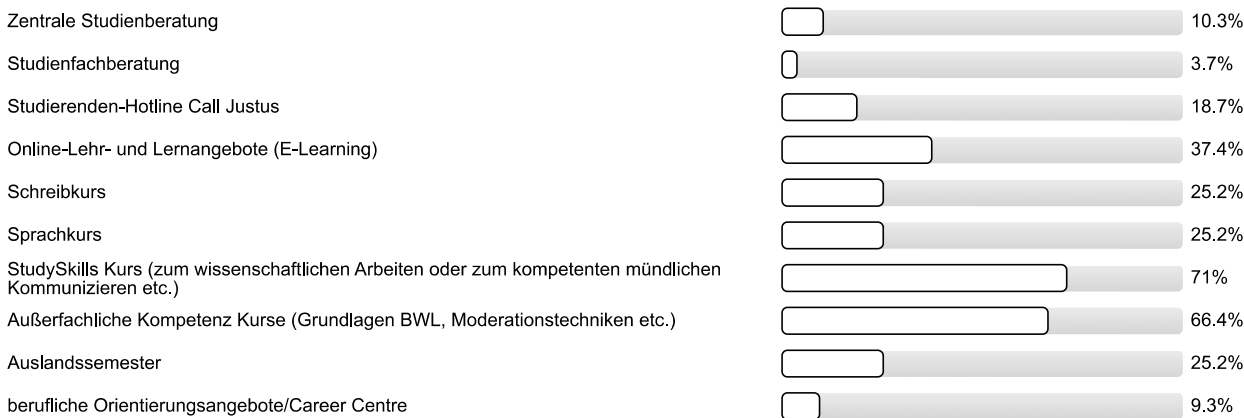 Zentrale Studienberatung 10.3%
Studienfachberatung 3.7%
Studierenden-Hotline Call Justus 18.7%
Online-Lehr- und Lernangebote (E-Learning) 37.4%
Schreibkurs 25.2%
Sprachkurs 25.2%
StudySkills Kurs (zum wissenschaftlichen Arbeiten oder zum kompetenten mündlichen
Kommunizieren etc.) 71%
Außerfachliche Kompetenz Kurse (Grundlagen BWL, Moderationstechniken etc.) 66.4%
Auslandssemester 25.2%
berufliche Orientierungsangebote/Career Centre 9.3%